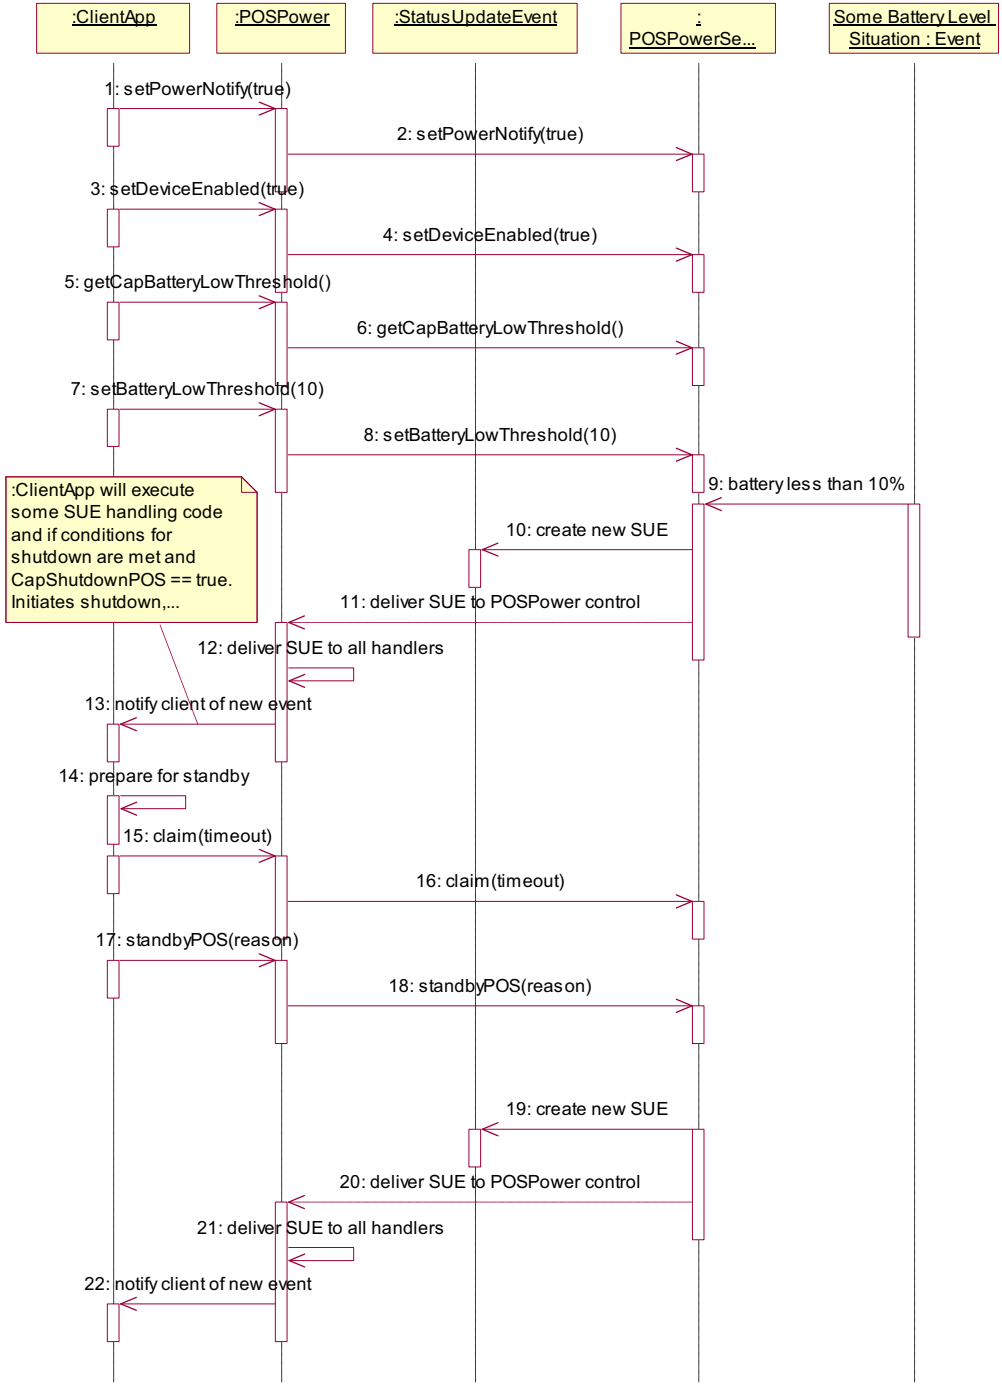 :ClientApp
:POSPower
:StatusUpdateEvent
:
POSPowerSe...
Some Battery Level
Situation : Event
1: setPowerNotify(true)
2: setPowerNotify(true)
3: setDeviceEnabled(true)
4: setDeviceEnabled(true)
5: getCapBatteryLowThreshold()
6: getCapBatteryLowThreshold()
7: setBatteryLowThreshold(10)
8: setBatteryLowThreshold(10)
:ClientApp will execute
some SUE handling code
and if conditions for
shutdown are met and
CapShutdownPOS == true.
Initiates shutdown,...
9: battery less than 10%
10: create new SUE
11: deliver SUE to POSPower control
12: deliver SUE to all handlers
13: notify client of new event
14: prepare for standby
15: claim(timeout)
16: claim(timeout)
17: standbyPOS(reason)
18: standbyPOS(reason)
19: create new SUE
20: deliver SUE to POSPower control
21: deliver SUE to all handlers
22: notify client of new event